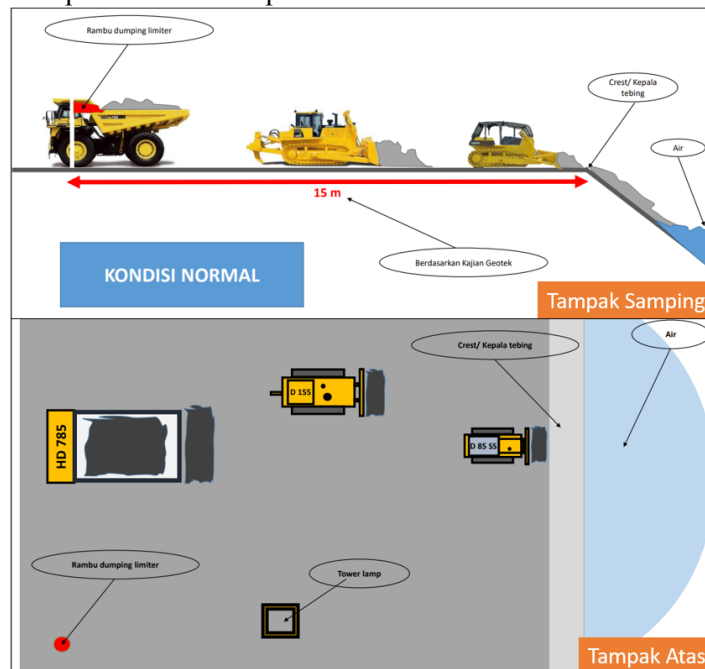 Rambu dumping limiter
Crest/ Kepala
tebing
Air
15 m
Berdasarkan Kajian Geotek
KONDISI NORMAL
Tampak Samping
Crest/ Kepala tebing
Air
D 155
HD 785
D 85 SS
Rambu dumping limiter
Tower lamp
Tampak Atas